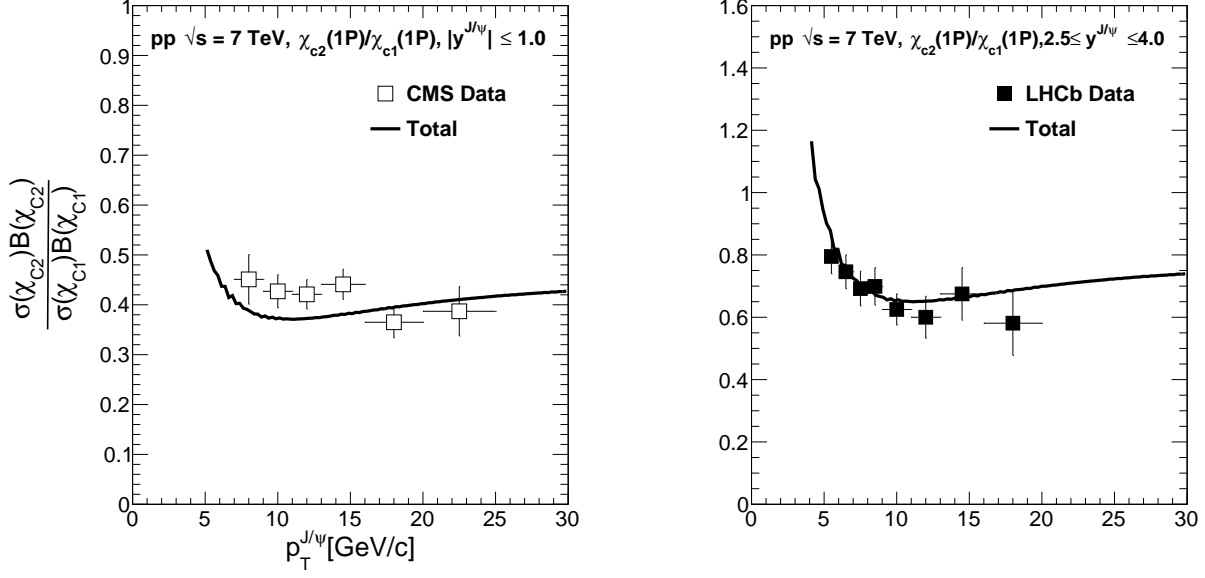 pp √s = 7 TeV, χc2(1P)/χc1(1P), |y^J/ψ| ≤ 1.0
CMS Data
Total
σ(χC2)B(χC2)
σ(χC1)B(χC1)
1
0.9
0.8
0.7
0.6
0.5
0.4
0.3
0.2
0.1
0
0 5 10 15 20 25 30
p_T^J/ψ[GeV/c]
pp √s = 7 TeV, χc2(1P)/χc1(1P),2.5≤ y^J/ψ ≤4.0
LHCb Data
Total
1.6
1.4
1.2
1
0.8
0.6
0.4
0.2
0
0 5 10 15 20 25 30